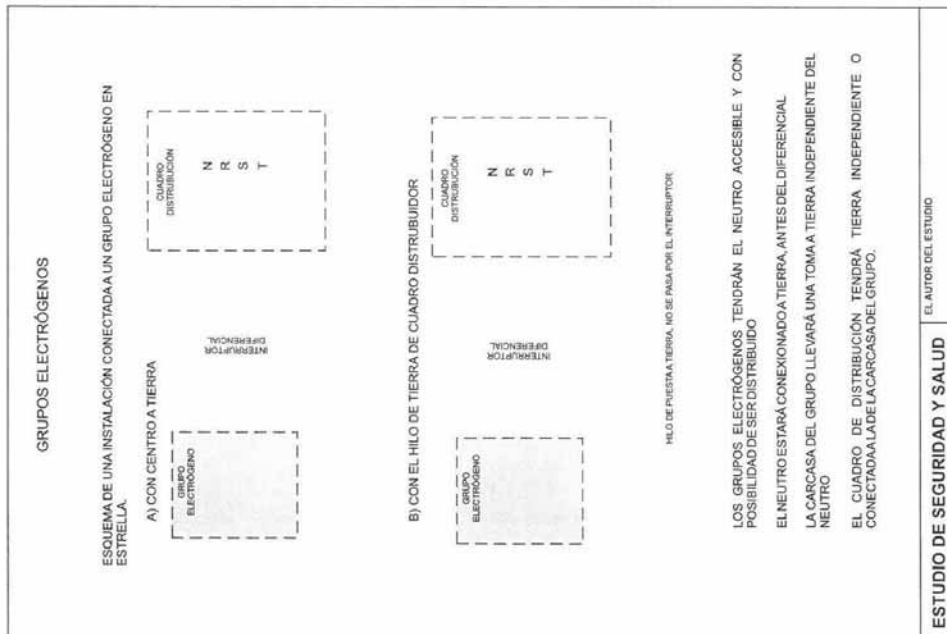 GRUPOS ELECTRÓGENOS
ESQUEMA DE UNA INSTALACIÓN CONECTADA A UN GRUPO ELECTRÓGENO EN
ESTRELLA.
A) CON CENTRO A TIERRA
GRUPO
ELECTRÓGENO
INTERRUPTOR
DIFERENCIAL
CUADRO
DISTRUBUCIÓN
N
R
S
T
B) CON EL HILO DE TIERRA DE CUADRO DISTRUBUIDOR
GRUPO
ELECTRÓGENO
INTERRUPTOR
DIFERENCIAL
CUADRO
DISTRUBUCIÓN
N
R
S
T
HILO DE PUESTA A TIERRA, NO SE PASA POR EL INTERRUPTOR
LOS GRUPOS ELECTRÓGENOS TENDRÁN EL NEUTRO ACCESIBLE Y CON
POSIBILIDAD DE SER DISTRIBUIDO
EL NEUTRO ESTARÁ CONEXIONADO A TIERRA, ANTES DEL DIFERENCIAL
LA CARCASA DEL GRUPO LLEVARÁ UNA TOMA A TIERRA INDEPENDIENTE DEL
NEUTRO
EL CUADRO DE DISTRIBUCIÓN TENDRÁ TIERRA INDEPENDIENTE O
CONECTADA A LA DE LA CARCASA DEL GRUPO.
ESTUDIO DE SEGURIDAD Y SALUD
EL AUTOR DEL ESTUDIO